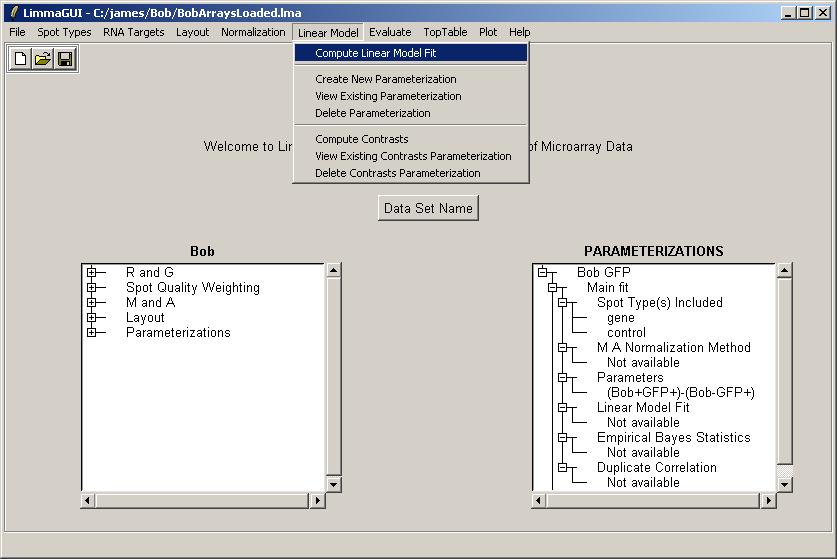 LimmaGUI - C:/james/Bob/BobArraysLoaded.lma
File Spot Types RNA Targets Layout Normalization Linear Model Evaluate TopTable Plot Help
Compute Linear Model Fit
Create New Parameterization
View Existing Parameterization
Delete Parameterization
Compute Contrasts
View Existing Contrasts Parameterization
Delete Contrasts Parameterization
Welcome to Lin of Microarray Data
Data Set Name
Bob
R and G
Spot Quality Weighting
M and A
Layout
Parameterizations
PARAMETERIZATIONS
Bob GFP
Main fit
Spot Type(s) Included
gene
control
M A Normalization Method
Not available
Parameters
(Bob+GFP+)-(Bob-GFP+)
Linear Model Fit
Not available
Empirical Bayes Statistics
Not available
Duplicate Correlation
Not available